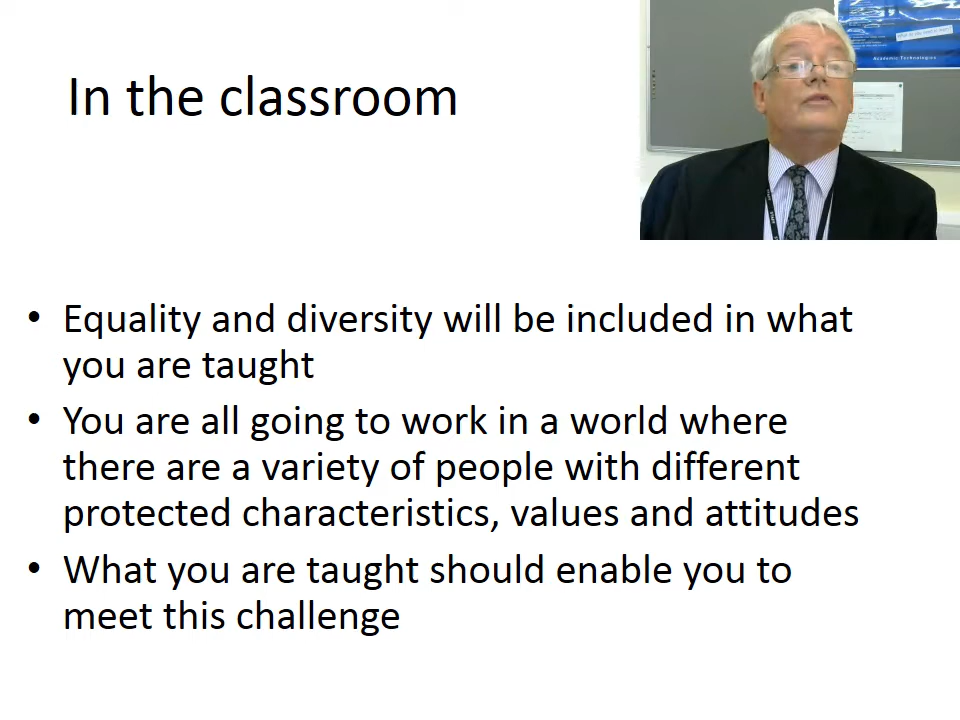 In the classroom
Academic Technologies
• Equality and diversity will be included in what
you are taught
• You are all going to work in a world where
there are a variety of people with different
protected characteristics, values and attitudes
• What you are taught should enable you to
meet this challenge